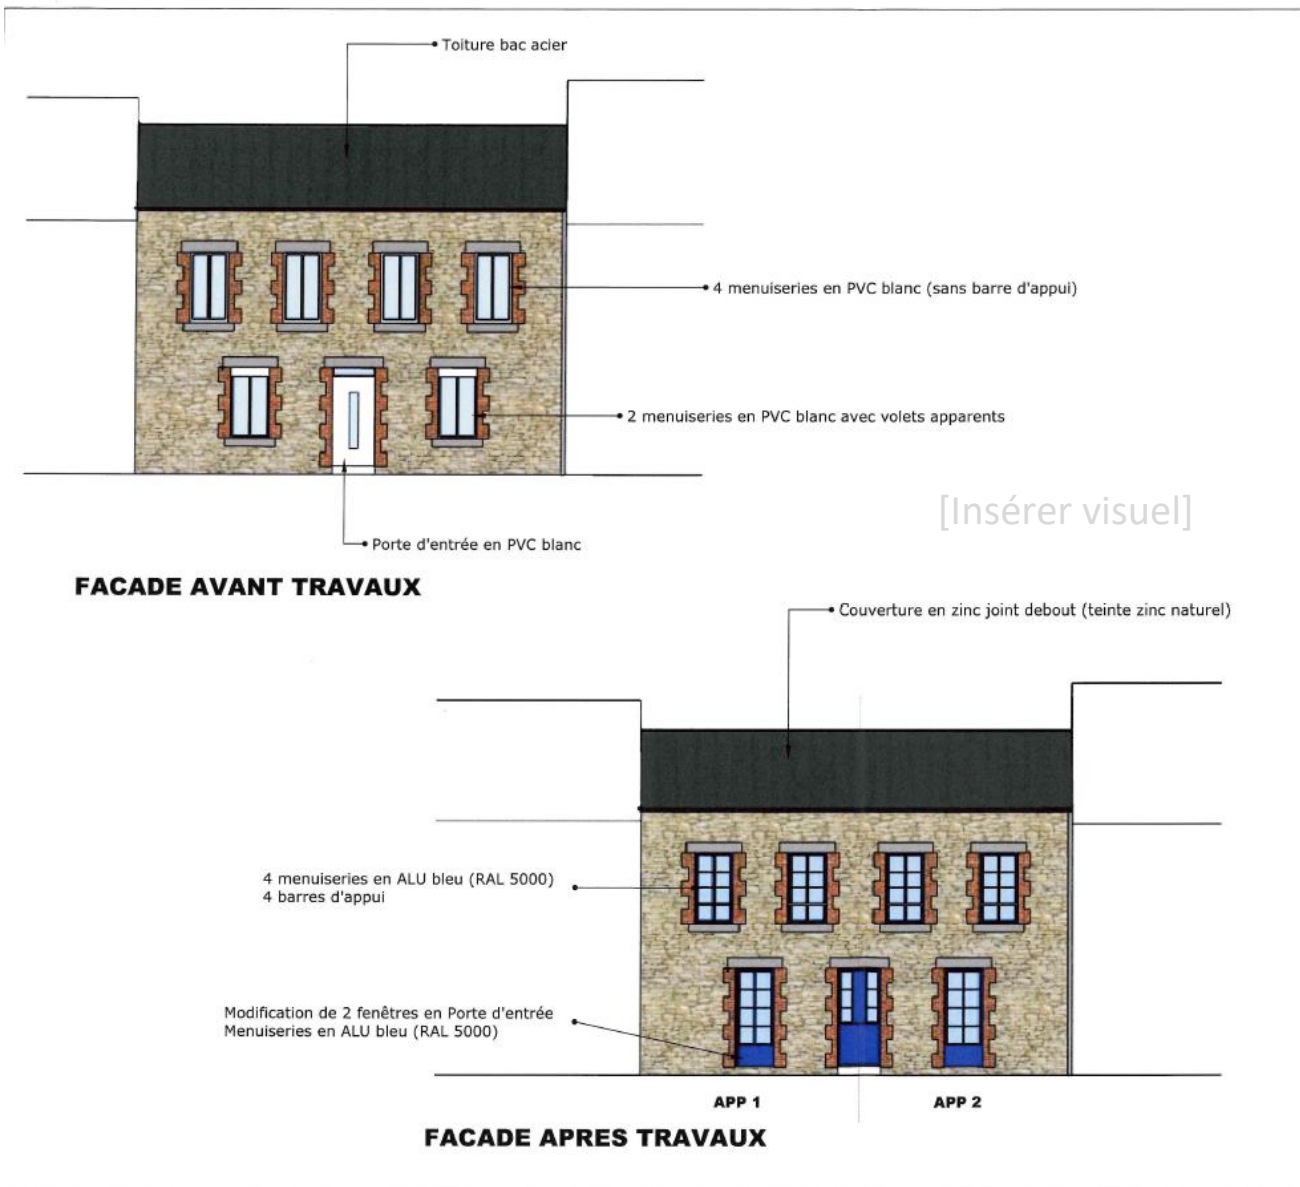 Toiture bac acier
4 menuiseries en PVC blanc (sans barre d'appui)
2 menuiseries en PVC blanc avec volets apparents
[Insérer visuel]
Porte d'entrée en PVC blanc
FACADE AVANT TRAVAUX
Couverture en zinc joint debout (teinte zinc naturel)
4 menuiseries en ALU bleu (RAL 5000)
4 barres d'appui
Modification de 2 fenêtres en Porte d'entrée
Menuiseries en ALU bleu (RAL 5000)
APP 1
APP 2
FACADE APRES TRAVAUX